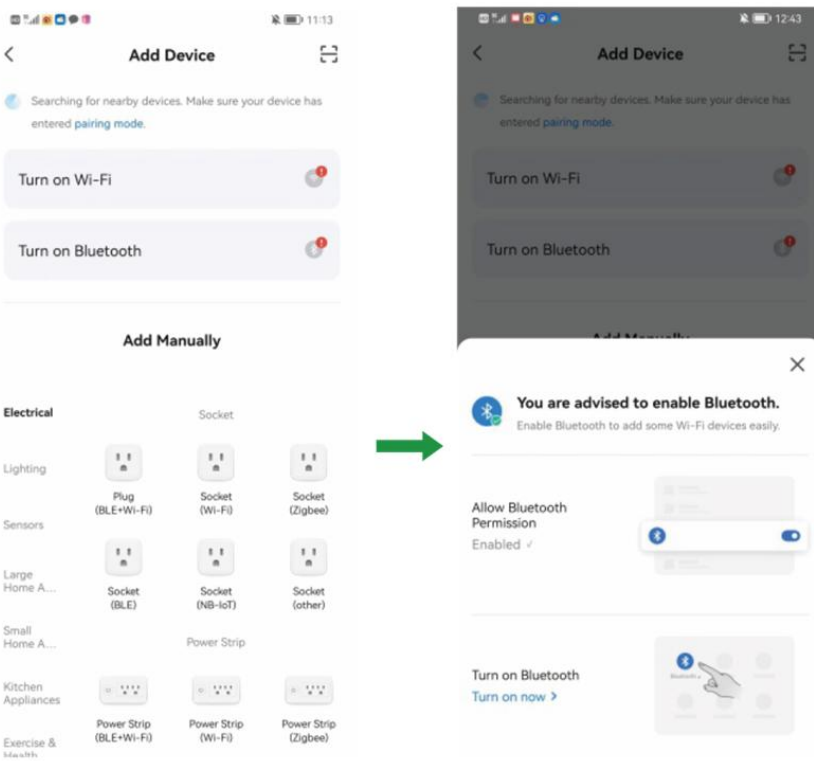 11:13
Add Device
Searching for nearby devices. Make sure your device has
entered pairing mode.
Turn on Wi-Fi
Turn on Bluetooth
Add Manually
Electrical
Socket
Lighting
Plug
(BLE+Wi-Fi)
Socket
(Wi-Fi)
Socket
(Zigbee)
Sensors
Large
Home A...
Socket
(BLE)
Socket
(NB-IoT)
Socket
(other)
Small
Home A...
Power Strip
Kitchen
Appliances
Power Strip
(BLE+Wi-Fi)
Power Strip
(Wi-Fi)
Power Strip
(Zigbee)
Exercise &
Health
12:43
Add Device
Searching for nearby devices. Make sure your device has
entered pairing mode.
Turn on Wi-Fi
Turn on Bluetooth
Add Manually
You are advised to enable Bluetooth.
Enable Bluetooth to add some Wi-Fi devices easily.
Allow Bluetooth
Permission
Enabled ✓
Turn on Bluetooth
Turn on now >
Bluetooth